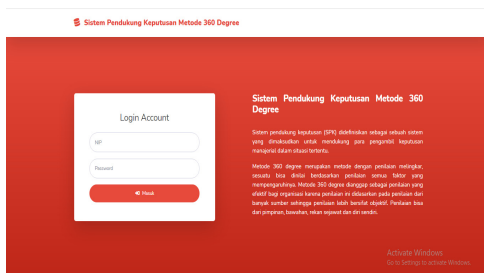 Sistem Pendukung Keputusan Metode 360 Degree
Login Account
NIP
Password
Masuk
Sistem Pendukung Keputusan Metode 360
Degree
Sistem pendukung keputusan (SPK) didefinisikan sebagai sebuah sistem
yang dimaksudkan untuk mendukung para pengambil keputusan
manajerial dalam situasi tertentu.
Metode 360 degree merupakan metode dengan penilaian melingkar,
sesuatu bisa dinilai berdasarkan penilaian semua faktor yang
mempengaruhinya. Metode 360 degree dianggap sebagai penilaian yang
efektif bagi organisasi karena penilaian ini didasarkan pada penilaian dari
banyak sumber sehingga penilaian lebih bersifat objektif. Penilaian bisa
dari pimpinan, bawahan, rekan sejawat dan diri sendiri.
Activate Windows
Go to Settings to activate Windows.